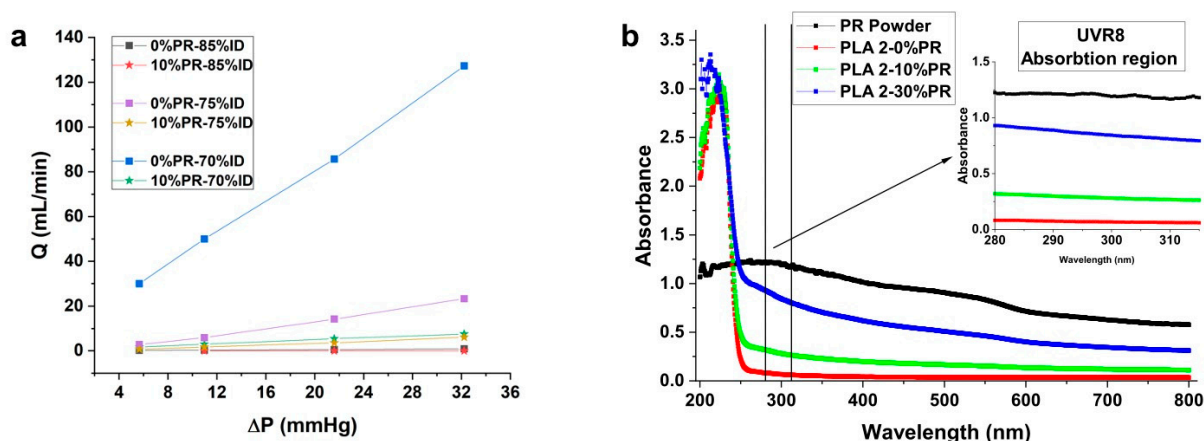 a
140
120
100
80
60
40
20
0
Q (mL/min)
0%PR-85%ID
10%PR-85%ID
0%PR-75%ID
10%PR-75%ID
0%PR-70%ID
10%PR-70%ID
0 4 8 12 16 20 24 28 32 36
ΔP (mmHg)
b
3.5
3.0
2.5
2.0
1.5
1.0
0.5
0.0
Absorbance
PR Powder
PLA 2-0%PR
PLA 2-10%PR
PLA 2-30%PR
200 300 400 500 600 700 800
Wavelength (nm)
UVR8
Absorbtion region
1.5
1.0
0.5
0.0
Absorbance
280 290 300 310
Wavelength (nm)